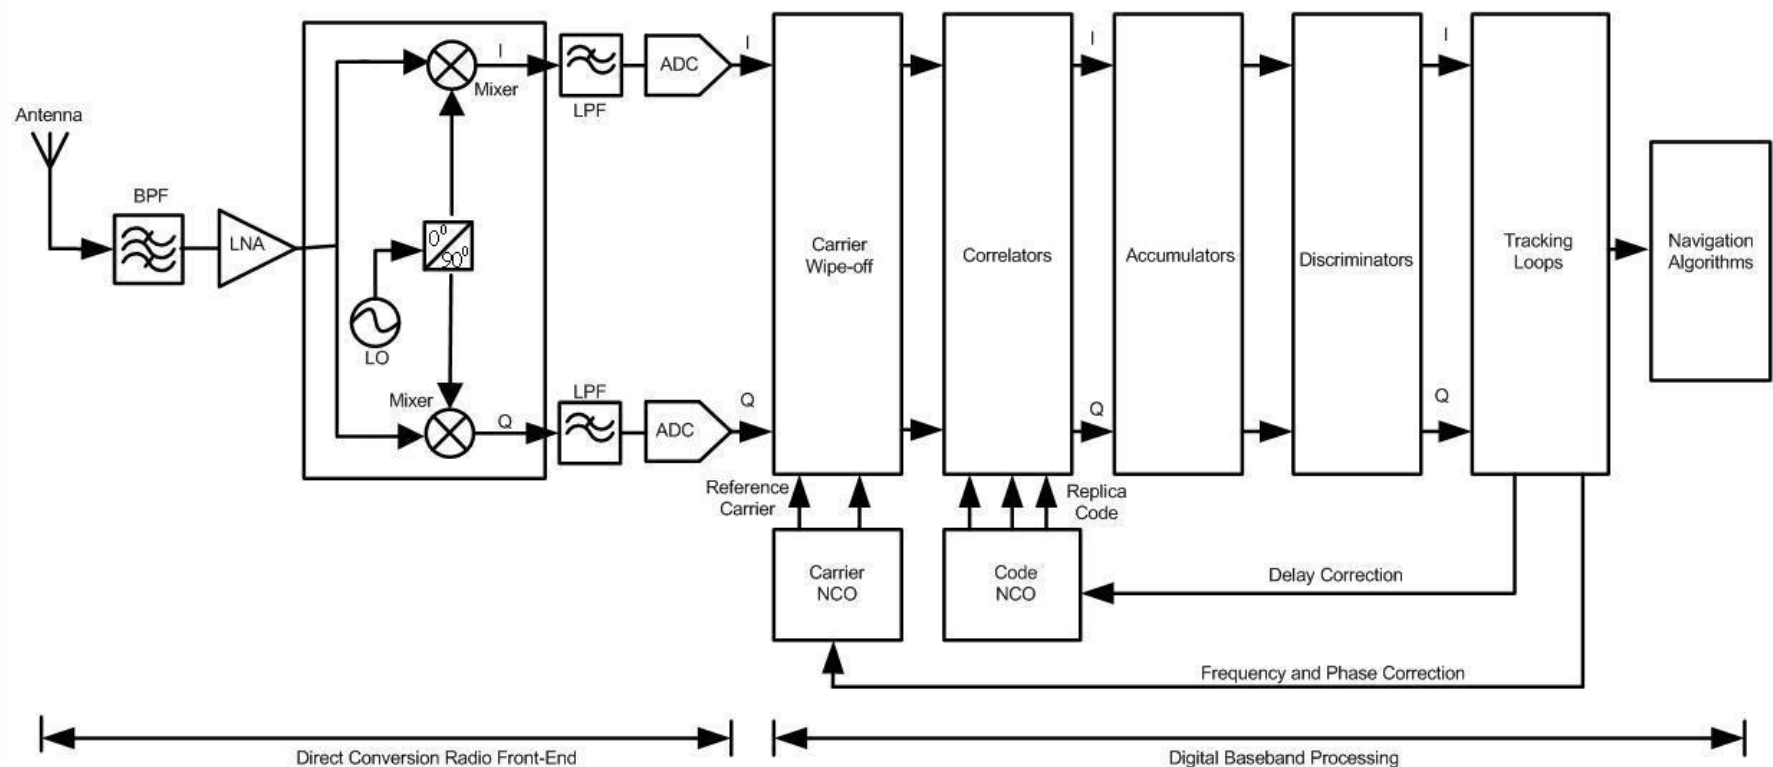 Antenna
BPF
LNA
I
Mixer
LPF
ADC
I
0⁰
90⁰
LO
Mixer
Q
LPF
ADC
Q
Carrier
Wipe-off
Correlators
I
Q
Accumulators
Discriminators
I
Q
Tracking
Loops
Navigation
Algorithms
Reference
Carrier
Replica
Code
Carrier
NCO
Code
NCO
Delay Correction
Frequency and Phase Correction
Direct Conversion Radio Front-End
Digital Baseband Processing